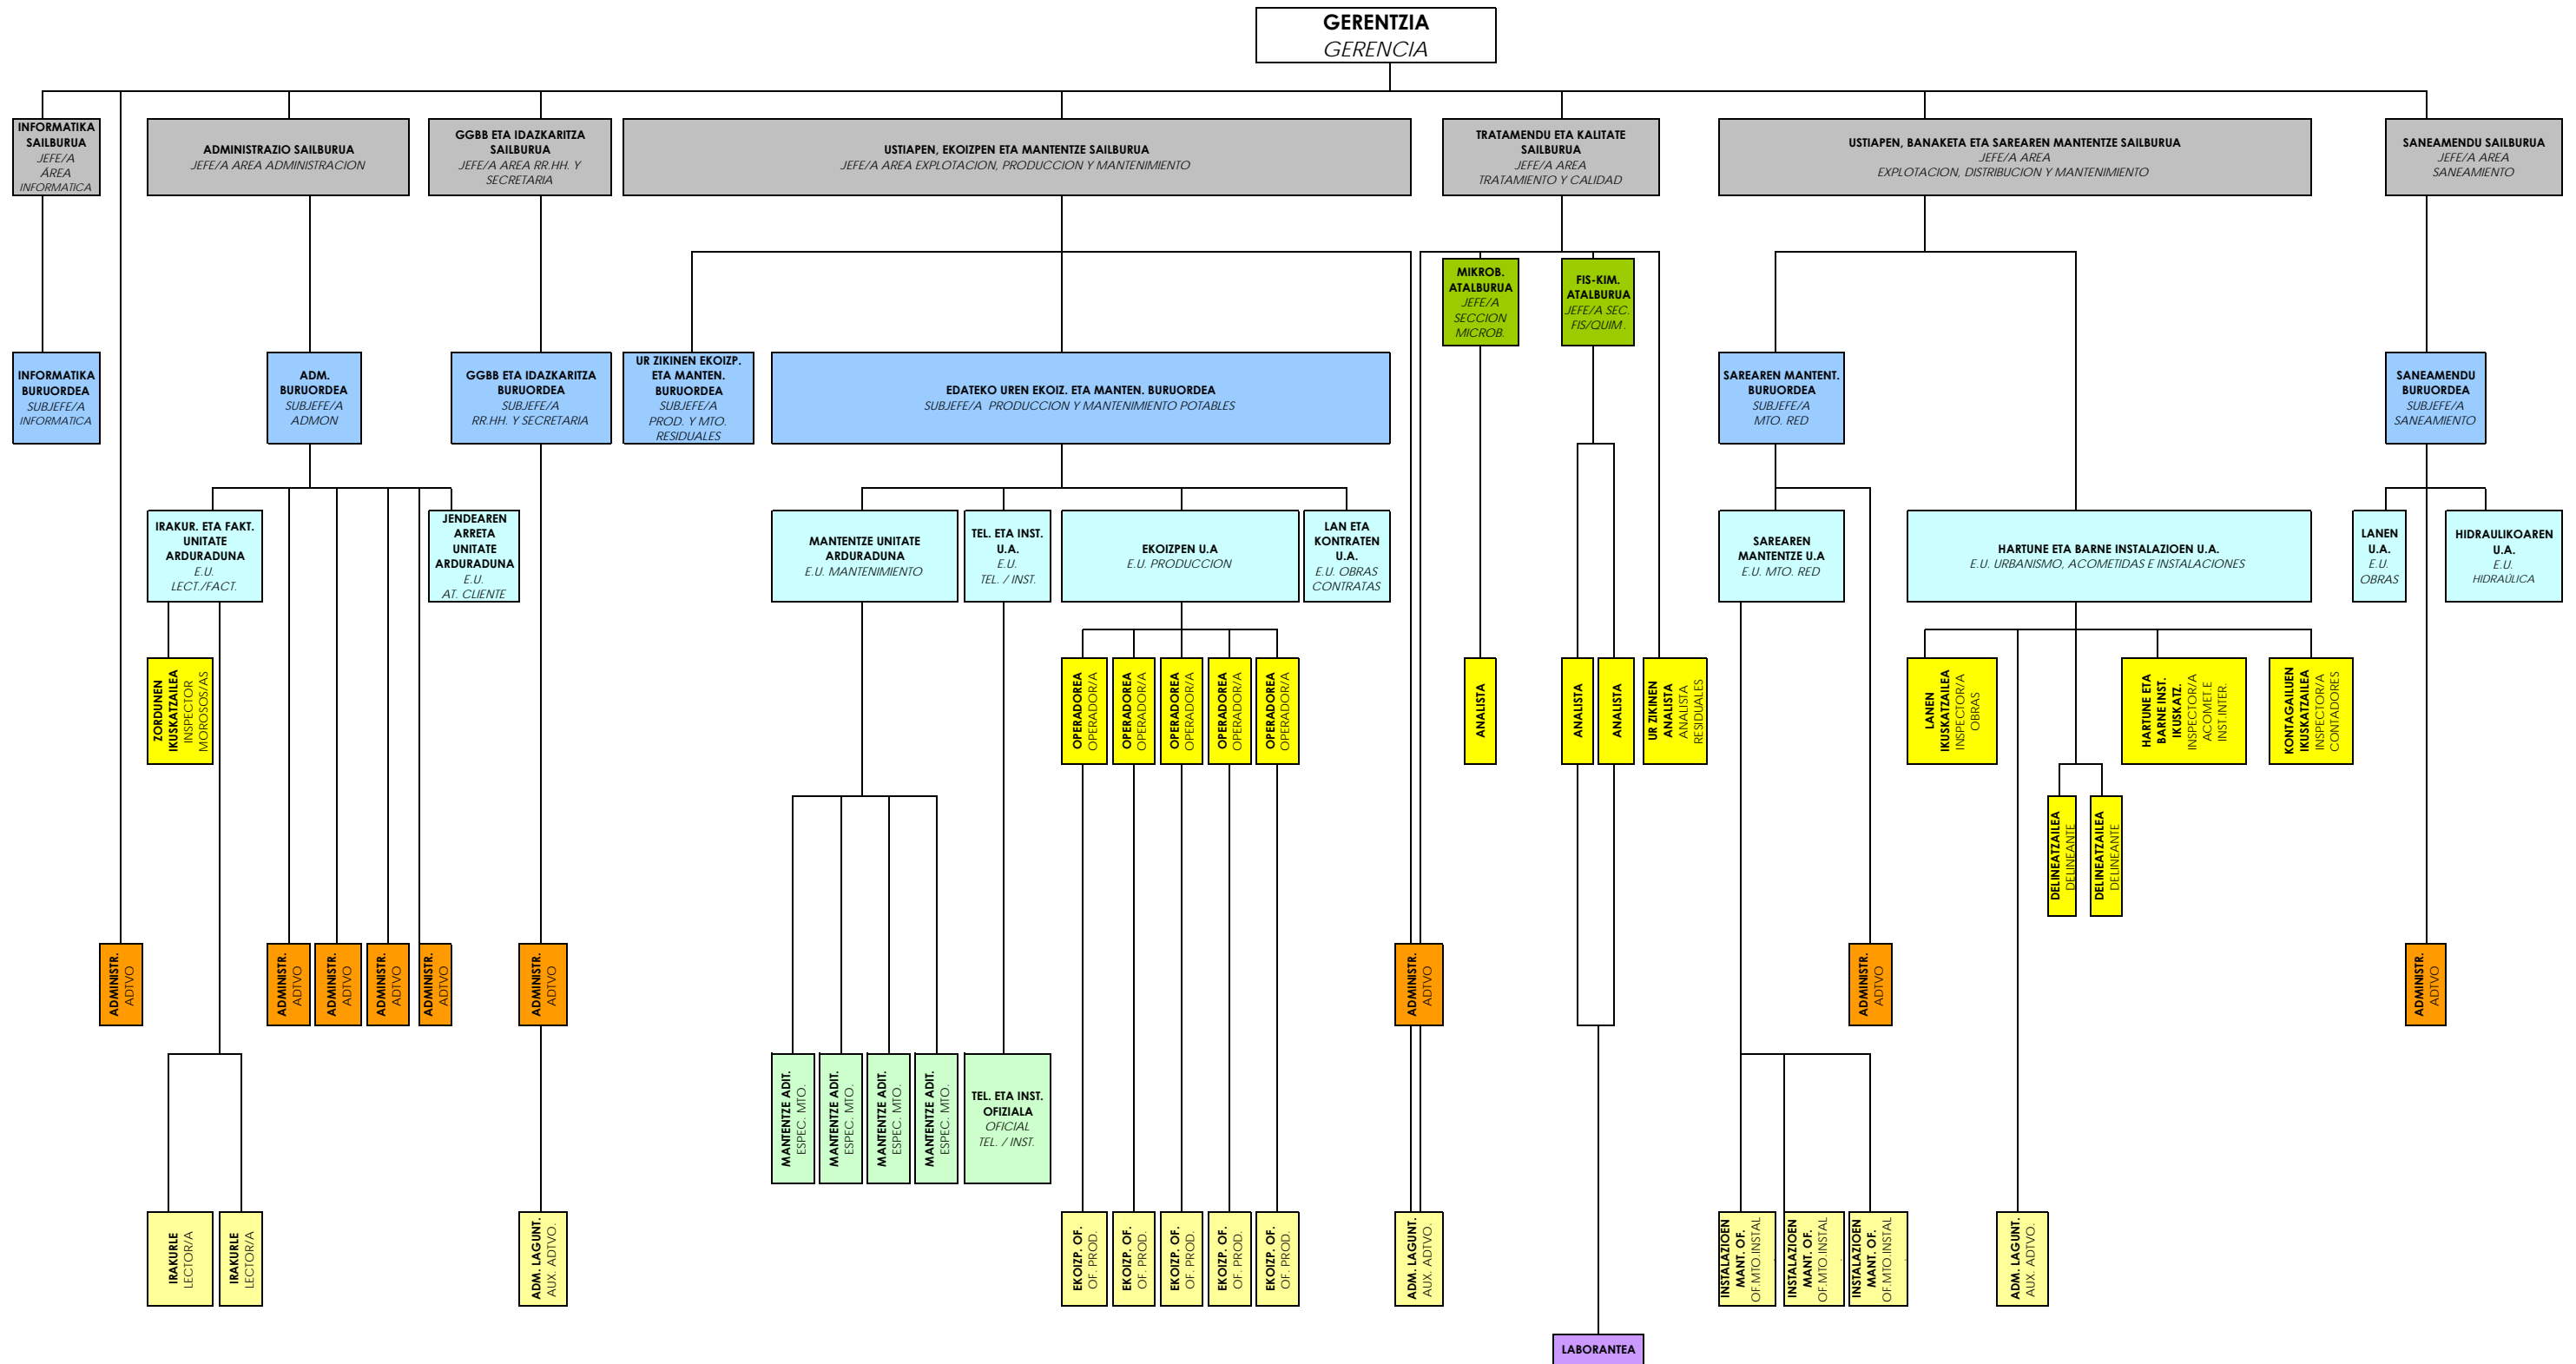 GERENTZIA
GERENCIA
INFORMATIKA
SAILBURUA
JEFE/A
ÁREA
INFORMATICA
ADMINISTRAZIO SAILBURUA
JEFE/A AREA ADMINISTRACION
GGBB ETA IDAZKARITZA
SAILBURUA
JEFE/A AREA RR.HH. Y
SECRETARIA
USTIAPEN, EKOIZPEN ETA MANTENTZE SAILBURUA
JEFE/A AREA EXPLOTACION, PRODUCCION Y MANTENIMIENTO
TRATAMENDU ETA KALITATE
SAILBURUA
JEFE/A AREA
TRATAMIENTO Y CALIDAD
USTIAPEN, BANAKETA ETA SAREAREN MANTENTZE SAILBURUA
JEFE/A AREA
EXPLOTACION, DISTRIBUCION Y MANTENIMIENTO
SANEAMENDU SAILBURUA
JEFE/A AREA
SANEAMIENTO
MIKROB.
ATALBURUA
JEFE/A
SECCION
MICROB.
FIS-KIM.
ATALBURUA
JEFE/A SEC.
FIS/QUIM .
INFORMATIKA
BURUORDEA
SUBJEFE/A
INFORMATICA
ADM.
BURUORDEA
SUBJEFE/A
ADMON
GGBB ETA IDAZKARITZA
BURUORDEA
SUBJEFE/A
RR.HH. Y SECRETARIA
UR ZIKINEN EKOIZP.
ETA MANTEN.
BURUORDEA
SUBJEFE/A
PROD. Y MTO.
RESIDUALES
EDATEKO UREN EKOIZ. ETA MANTEN. BURUORDEA
SUBJEFE/A PRODUCCION Y MANTENIMIENTO POTABLES
SAREAREN MANTENT.
BURUORDEA
SUBJEFE/A
MTO. RED
SANEAMENDU
BURUORDEA
SUBJEFE/A
SANEAMIENTO
IRAKUR. ETA FAKT.
UNITATE
ARDURADUNA
E.U.
LECT./FACT.
JENDEAREN
ARRETA
UNITATE
ARDURADUNA
E.U.
AT. CLIENTE
MANTENTZE UNITATE
ARDURADUNA
E.U. MANTENIMIENTO
TEL. ETA INST.
U.A.
E.U.
TEL. / INST.
EKOIZPEN U.A
E.U. PRODUCCION
LAN ETA
KONTRATEN
U.A.
E.U. OBRAS
CONTRATAS
SAREAREN
MANTENTZE U.A
E.U. MTO. RED
HARTUNE ETA BARNE INSTALAZIOEN U.A.
E.U. URBANISMO, ACOMETIDAS E INSTALACIONES
LANEN
U.A.
E.U.
OBRAS
HIDRAULIKOAREN
U.A.
E.U.
HIDRAÚLICA
ZORDUNEN
IKUSKATZAILEA
INSPECTOR
MOROSOS/AS
OPERADOREA
OPERADOR/A
OPERADOREA
OPERADOR/A
OPERADOREA
OPERADOR/A
OPERADOREA
OPERADOR/A
OPERADOREA
OPERADOR/A
ANALISTA
ANALISTA
ANALISTA
UR ZIKINEN
ANALISTA
ANALISTA
RESIDUALES
LANEN
IKUSKATZAILEA
INSPECTOR/A
OBRAS
HARTUNE ETA
BARNE INST.
IKUSKATZ.
INSPECTOR/A
ACOMET.E
INST.INTER.
KONTAGAILUEN
IKUSKATZAILEA
INSPECTOR/A
CONTADORES
DELINEATZAILEA
DELINEANTE
DELINEATZAILEA
DELINEANTE
ADMINISTR.
ADTVO
ADMINISTR.
ADTVO
ADMINISTR.
ADTVO
ADMINISTR.
ADTVO
ADMINISTR.
ADTVO
ADMINISTR.
ADTVO
ADMINISTR.
ADTVO
ADMINISTR.
ADTVO
ADMINISTR.
ADTVO
MANTENTZE ADIT.
ESPEC. MTO.
MANTENTZE ADIT.
ESPEC. MTO.
MANTENTZE ADIT.
ESPEC. MTO.
MANTENTZE ADIT.
ESPEC. MTO.
TEL. ETA INST.
OFIZIALA
OFICIAL
TEL. / INST.
IRAKURLE
LECTOR/A
IRAKURLE
LECTOR/A
ADM. LAGUNT.
AUX. ADTVO.
EKOIZP. OF.
OF. PROD.
EKOIZP. OF.
OF. PROD.
EKOIZP. OF.
OF. PROD.
EKOIZP. OF.
OF. PROD.
EKOIZP. OF.
OF. PROD.
ADM. LAGUNT.
AUX. ADTVO.
INSTALAZIOEN
MANT. OF.
OF.MTO.INSTAL
.
INSTALAZIOEN
MANT. OF.
OF.MTO.INSTAL
.
INSTALAZIOEN
MANT. OF.
OF.MTO.INSTAL
.
ADM. LAGUNT.
AUX. ADTVO.
LABORANTEA